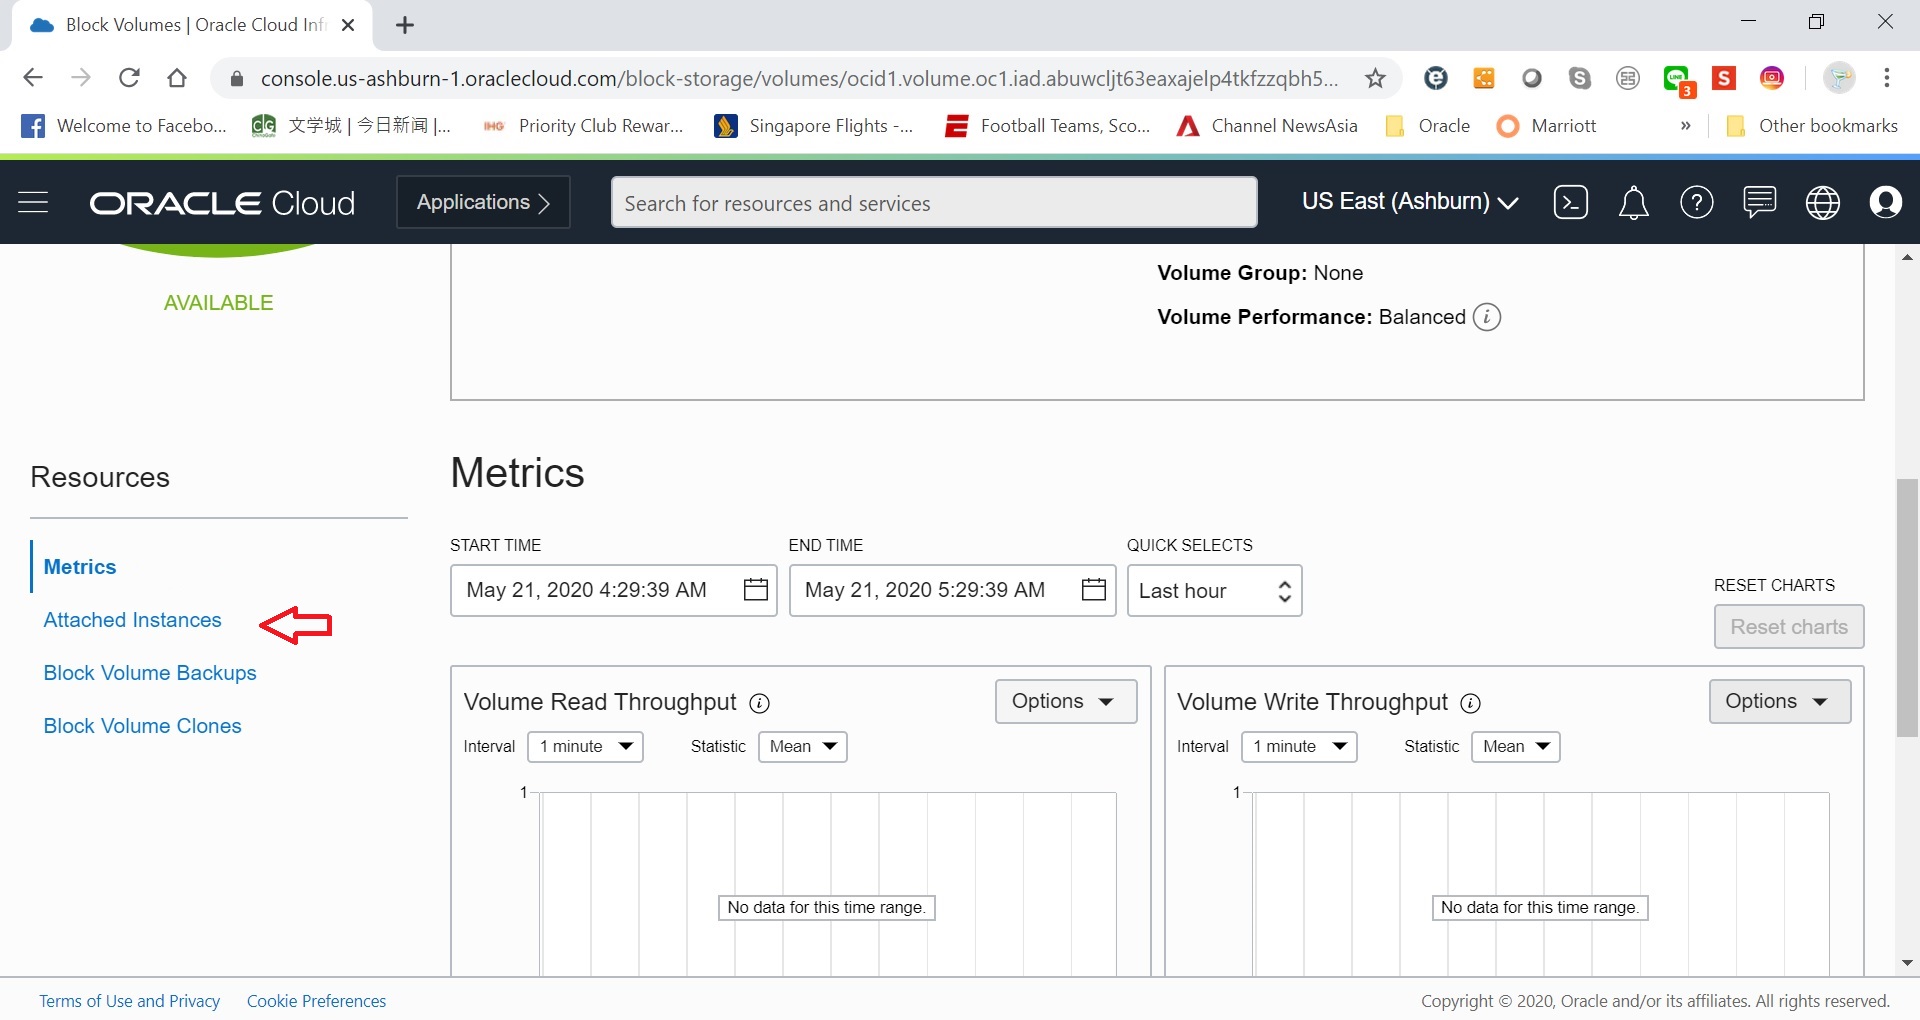 Block Volumes | Oracle Cloud Infr
console.us-ashburn-1.oraclecloud.com/block-storage/volumes/ocid1.volume.oc1.iad.abuwcljt63eaxajelp4tkfzzqbh5...
LINE
3
S
S
Welcome to Facebo...
CG
文学城 | 今日新闻 |...
IHG
Priority Club Rewar...
Singapore Flights -...
Football Teams, Sco...
Channel NewsAsia
Oracle
Marriott
»
Other bookmarks
ORACLE Cloud
Applications
Search for resources and services
US East (Ashburn)
AVAILABLE
Volume Group: None
Volume Performance: Balanced
Resources
Metrics
Attached Instances
Block Volume Backups
Block Volume Clones
Metrics
START TIME
END TIME
QUICK SELECTS
May 21, 2020 4:29:39 AM
May 21, 2020 5:29:39 AM
Last hour
RESET CHARTS
Reset charts
Volume Read Throughput
Options
Interval
1 minute
Statistic
Mean
1
No data for this time range.
Volume Write Throughput
Options
Interval
1 minute
Statistic
Mean
1
No data for this time range.
Terms of Use and Privacy
Cookie Preferences
Copyright © 2020, Oracle and/or its affiliates. All rights reserved.